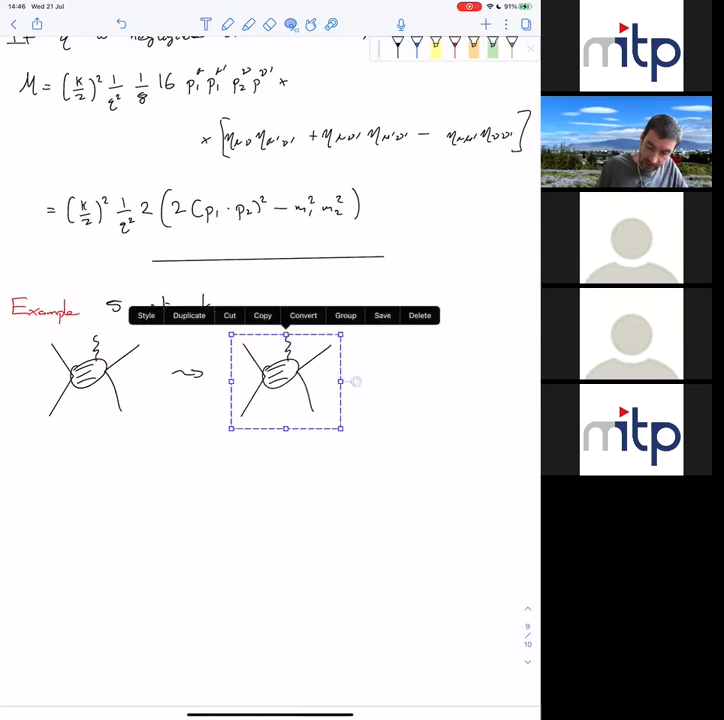 14:46 Wed 21 Jul
91%
M = (κ/2)² 1/q² 1/8 16 p₁^μ p₁^μ' p₂^ν p^ν' ×
× [η_μν η_μ'ν' + η_μν' η_μ'ν − η_μμ' η_νν']
= (κ/2)² 1/q² 2 (2 (p₁ · p₂)² − m₁² m₂²)
Example 5
Style Duplicate Cut Copy Convert Group Save Delete
9
/
10
mitp
mitp